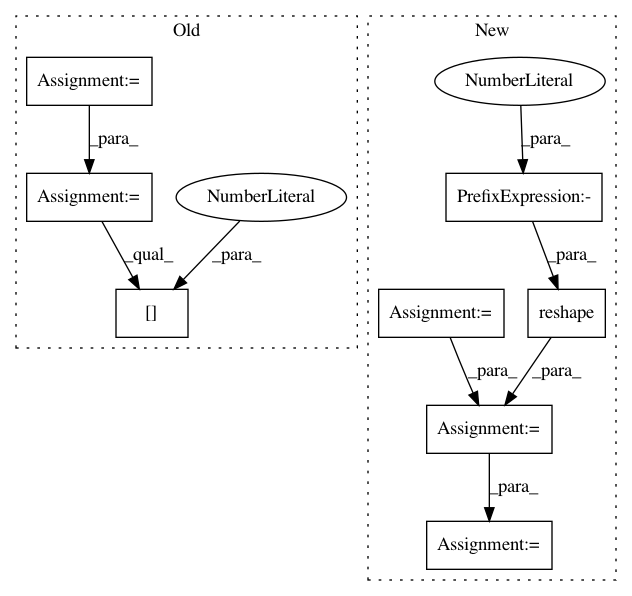 Old
New
Assignment:=
NumberLiteral
_para_
_para_
Assignment:=
NumberLiteral
PrefixExpression:-
_qual_
_para_
_para_
[]
Assignment:=
reshape
_para_
_para_
Assignment:=
_para_
Assignment:=